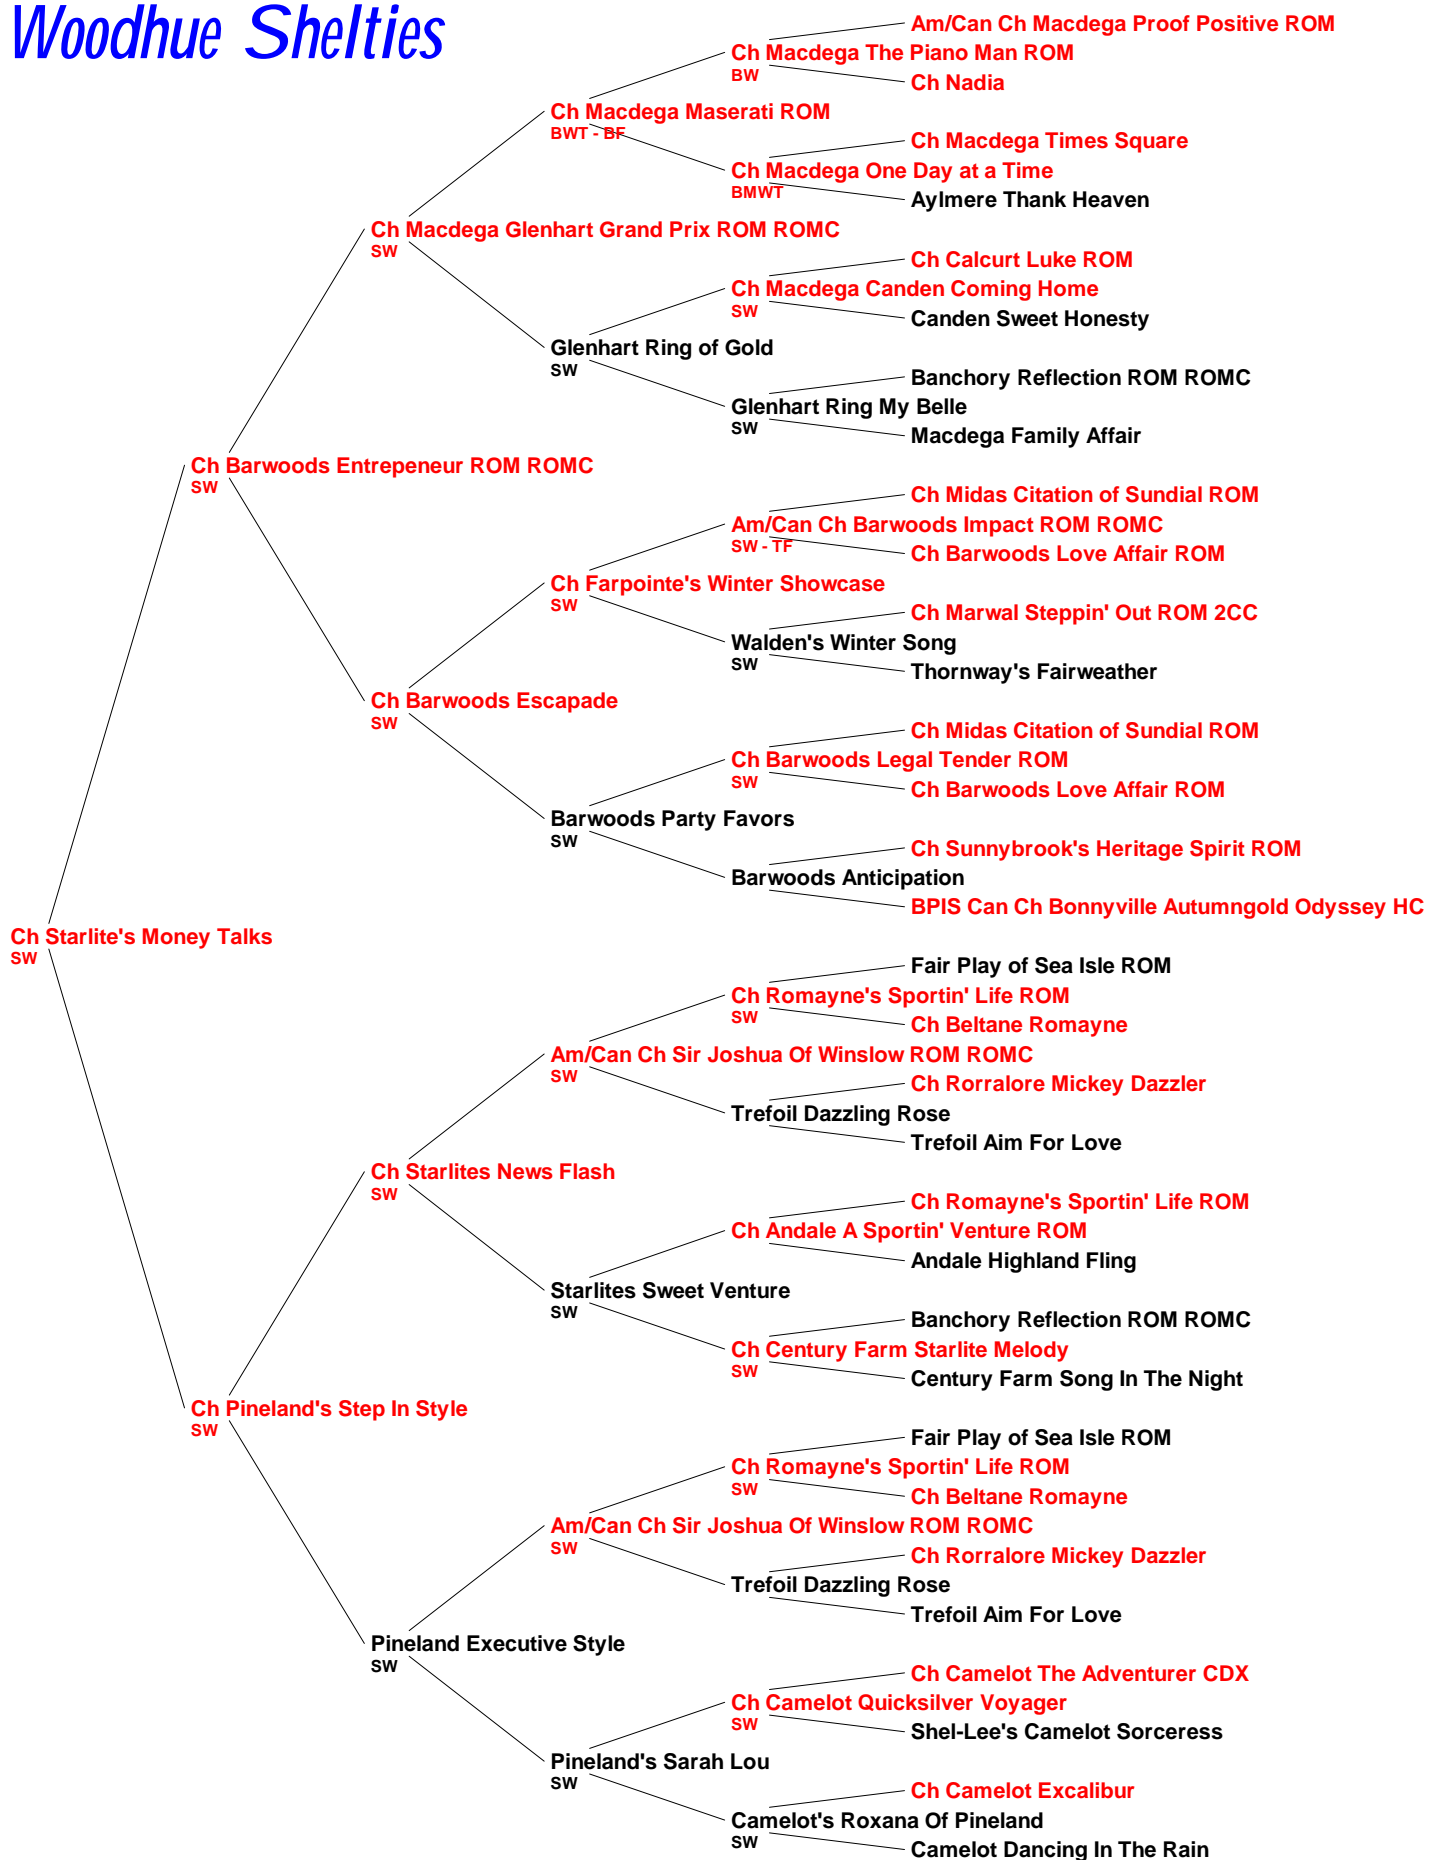 Woodhue Shelties
Am/Can Ch Macdega Proof Positive ROM
Ch Macdega The Piano Man ROM
BW
Ch Nadia
Ch Macdega Maserati ROM
BWT - BF
Ch Macdega Times Square
Ch Macdega One Day at a Time
BMWT
Aylmere Thank Heaven
Ch Macdega Glenhart Grand Prix ROM ROMC
SW
Ch Calcurt Luke ROM
Ch Macdega Canden Coming Home
SW
Canden Sweet Honesty
Glenhart Ring of Gold
SW
Banchory Reflection ROM ROMC
Glenhart Ring My Belle
SW
Macdega Family Affair
Ch Barwoods Entrepeneur ROM ROMC
SW
Ch Midas Citation of Sundial ROM
Am/Can Ch Barwoods Impact ROM ROMC
SW - TF
Ch Barwoods Love Affair ROM
Ch Farpointe's Winter Showcase
SW
Ch Marwal Steppin' Out ROM 2CC
Walden's Winter Song
SW
Thornway's Fairweather
Ch Barwoods Escapade
SW
Ch Midas Citation of Sundial ROM
Ch Barwoods Legal Tender ROM
SW
Ch Barwoods Love Affair ROM
Barwoods Party Favors
SW
Ch Sunnybrook's Heritage Spirit ROM
Barwoods Anticipation
BPIS Can Ch Bonnyville Autumngold Odyssey HC
Ch Starlite's Money Talks
SW
Fair Play of Sea Isle ROM
Ch Romayne's Sportin' Life ROM
SW
Ch Beltane Romayne
Am/Can Ch Sir Joshua Of Winslow ROM ROMC
SW
Ch Rorralore Mickey Dazzler
Trefoil Dazzling Rose
Trefoil Aim For Love
Ch Starlites News Flash
SW
Ch Romayne's Sportin' Life ROM
Ch Andale A Sportin' Venture ROM
Andale Highland Fling
Starlites Sweet Venture
SW
Banchory Reflection ROM ROMC
Ch Century Farm Starlite Melody
SW
Century Farm Song In The Night
Ch Pineland's Step In Style
SW
Fair Play of Sea Isle ROM
Ch Romayne's Sportin' Life ROM
SW
Ch Beltane Romayne
Am/Can Ch Sir Joshua Of Winslow ROM ROMC
SW
Ch Rorralore Mickey Dazzler
Trefoil Dazzling Rose
Trefoil Aim For Love
Pineland Executive Style
SW
Ch Camelot The Adventurer CDX
Ch Camelot Quicksilver Voyager
SW
Shel-Lee's Camelot Sorceress
Pineland's Sarah Lou
SW
Ch Camelot Excalibur
Camelot's Roxana Of Pineland
SW
Camelot Dancing In The Rain